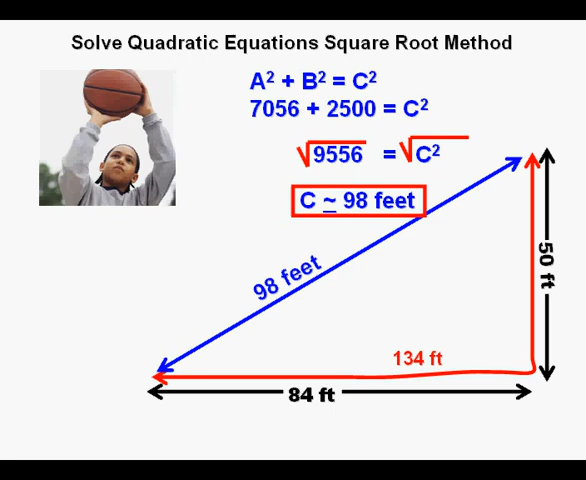 Solve Quadratic Equations Square Root Method
A² + B² = C²
7056 + 2500 = C²
√9556 = √C²
C ~ 98 feet
98 feet
50 ft
134 ft
84 ft